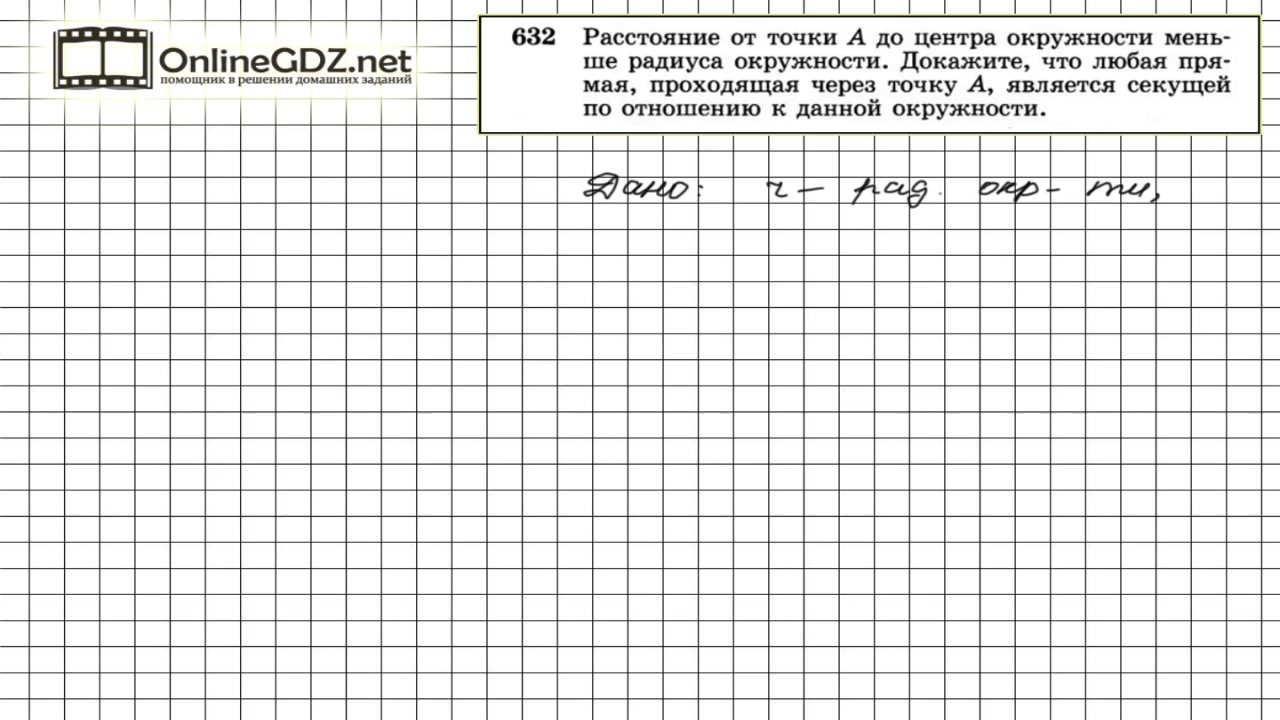 OnlineGDZ.net
помощник в решении домашних заданий
632 Расстояние от точки A до центра окружности мень-
ше радиуса окружности. Докажите, что любая пря-
мая, проходящая через точку A, является секущей
по отношению к данной окружности.
Дано: r – рад. окр-ти,